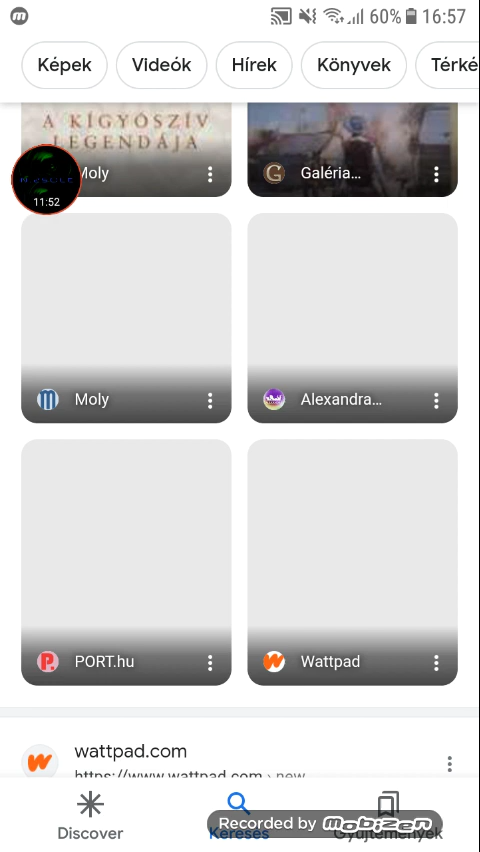 60% 16:57
Képek Videók Hírek Könyvek Térké
A KÍGYÓSZÍV
LEGENDÁJA
Moly
G Galéria...
11:52
Moly
Alexandra...
P. PORT.hu
Wattpad
wattpad.com
https://www.wattpad.com › new
Discover
Keresés
Gyűjtemények
Recorded by MOBIZEN